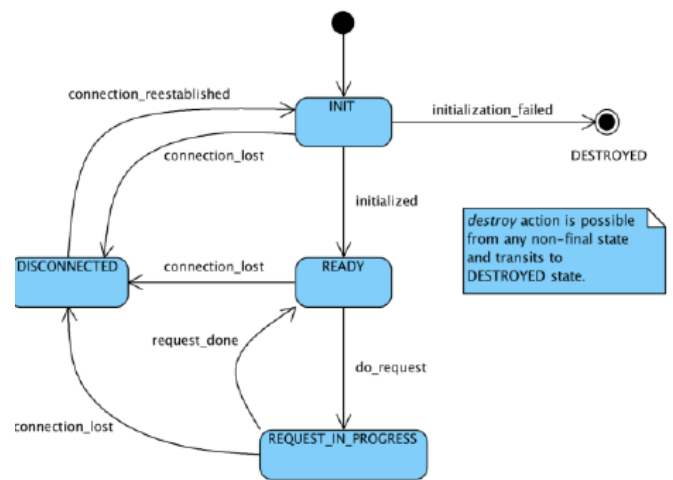 connection_reestablished
INIT
initialization_failed
connection_lost
DESTROYED
initialized
destroy action is possible
from any non-final state
and transits to
DESTROYED state.
DISCONNECTED
connection_lost
READY
request_done
do_request
connection_lost
REQUEST_IN_PROGRESS